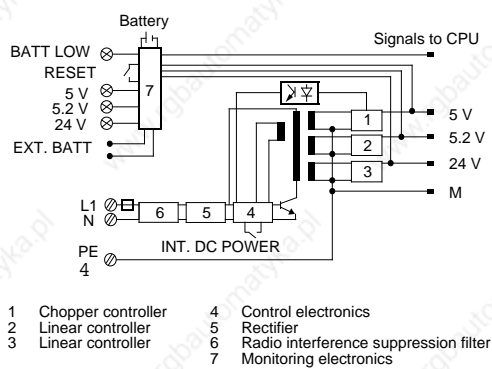 Battery
BATT LOW
Signals to CPU
RESET
5 V
7
5.2 V
24 V
EXT. BATT
1
5 V
2
5.2 V
3
24 V
M
L1
N
6
5
4
INT. DC POWER
PE
4
1 Chopper controller
2 Linear controller
3 Linear controller
4 Control electronics
5 Rectifier
6 Radio interference suppression filter
7 Monitoring electronics